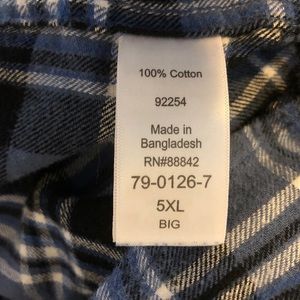 100% Cotton
92254
Made in
Bangladesh
RN#88842
79-0126-7
5XL
BIG